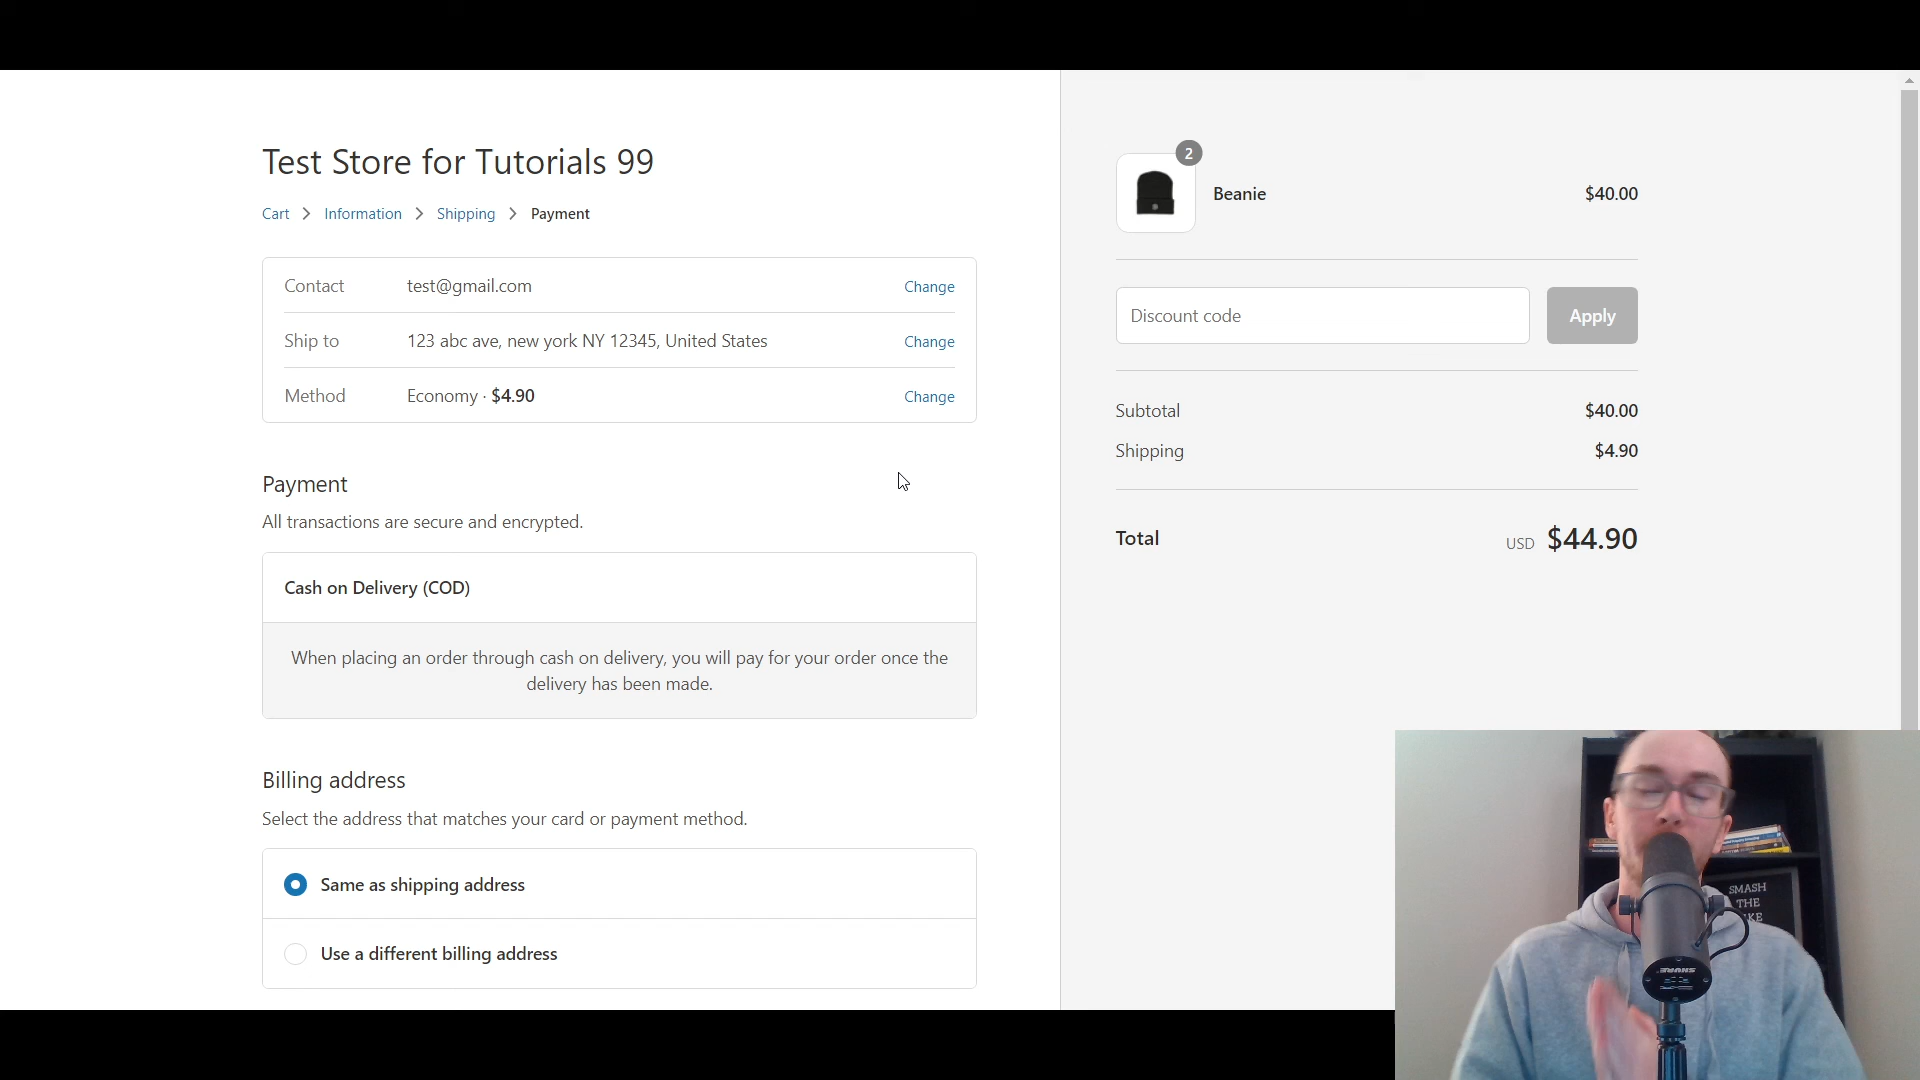 Test Store for Tutorials 99
Cart > Information > Shipping > Payment
Contact test@gmail.com Change
Ship to 123 abc ave, new york NY 12345, United States Change
Method Economy · $4.90 Change
Payment
All transactions are secure and encrypted.
Cash on Delivery (COD)
When placing an order through cash on delivery, you will pay for your order once the
delivery has been made.
Billing address
Select the address that matches your card or payment method.
Same as shipping address
Use a different billing address
2
Beanie $40.00
Discount code Apply
Subtotal $40.00
Shipping $4.90
Total USD $44.90
SMASH
THE
SHURE